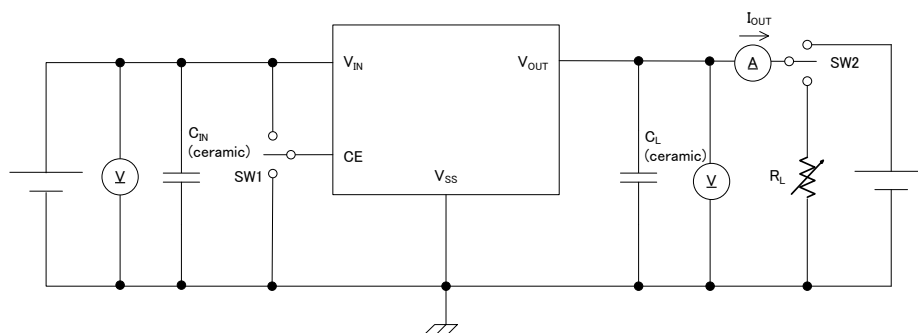 I_OUT
V_IN
V_OUT
A
SW2
C_IN
(ceramic)
C_L
(ceramic)
V
CE
SW1
V_SS
V
R_L